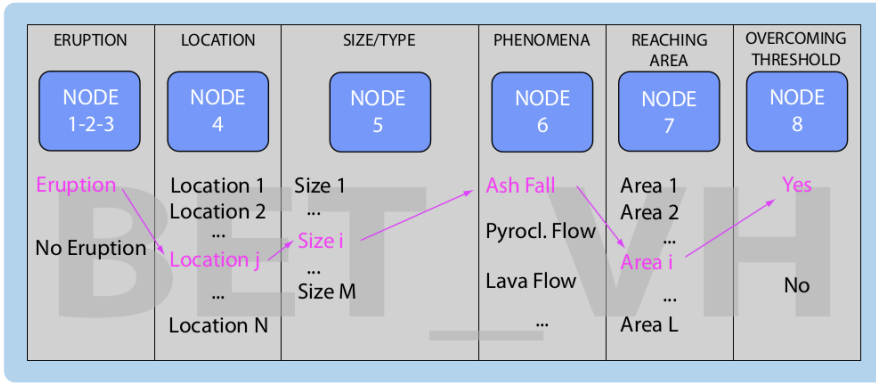 ERUPTION
LOCATION
SIZE/TYPE
PHENOMENA
REACHING
AREA
OVERCOMING
THRESHOLD
NODE
1-2-3
NODE
4
NODE
5
NODE
6
NODE
7
NODE
8
Eruption
No Eruption
Location 1
Location 2
...
Location j
...
Location N
Size 1
...
Size i
...
Size M
Ash Fall
Pyrocl. Flow
Lava Flow
...
Area 1
Area 2
...
Area i
...
Area L
Yes
No
BET_VH